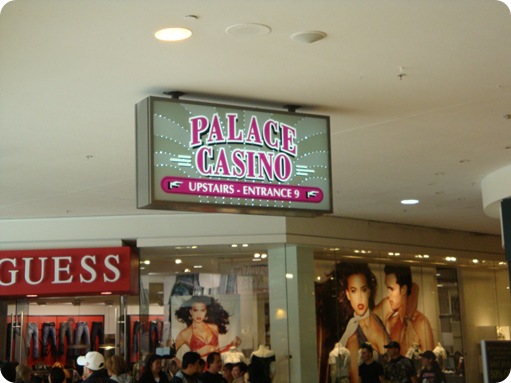 PALACE
CASINO
UPSTAIRS - ENTRANCE 9
GUESS